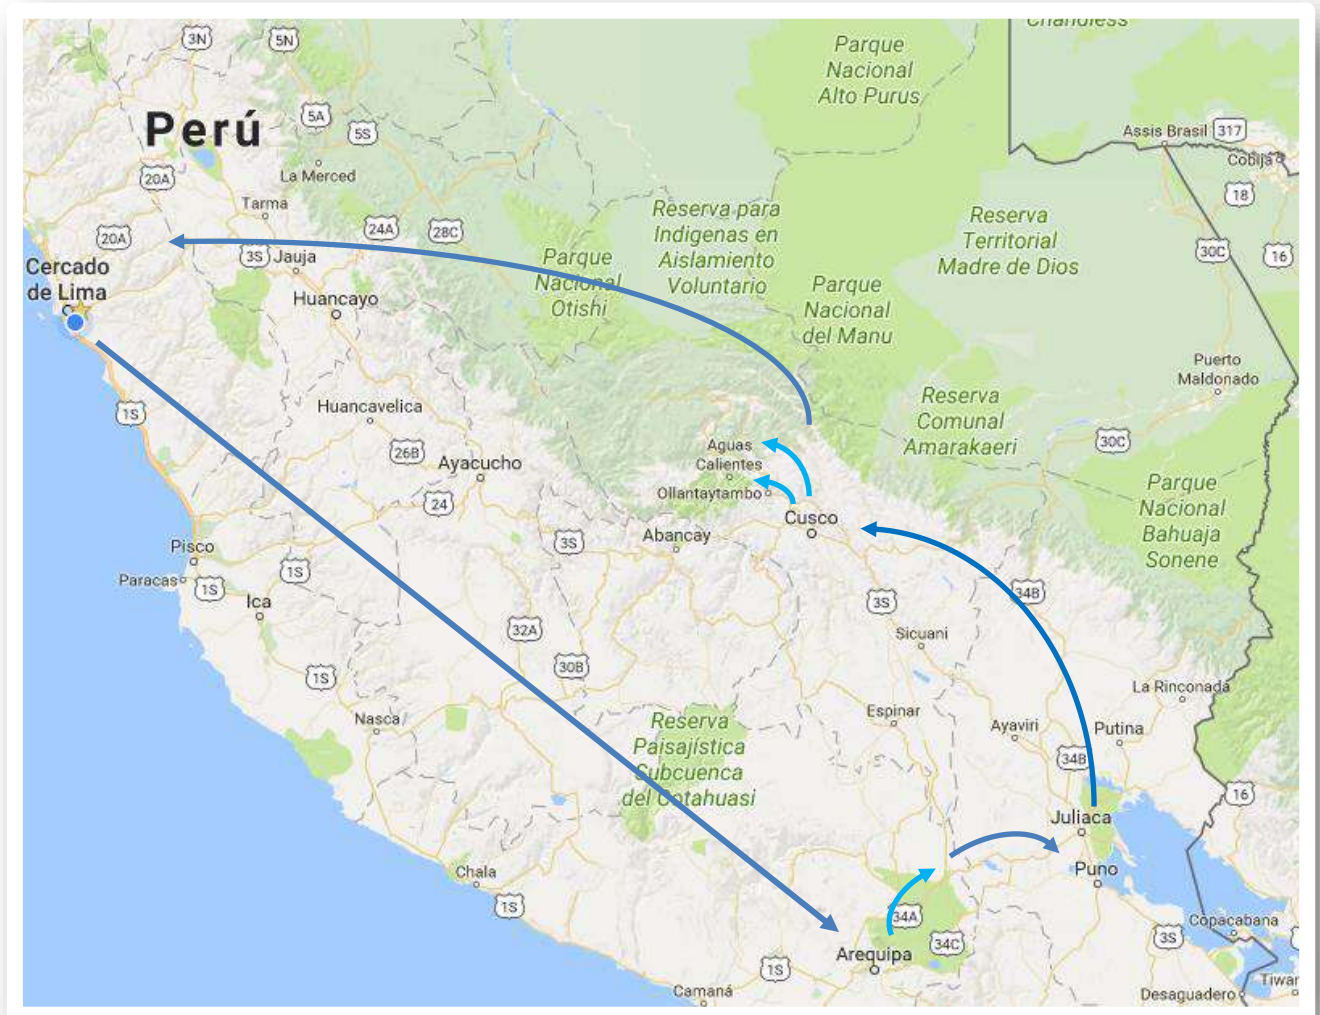 Chandless
3N
5N
Parque
Nacional
Alto Purus
Perú
5A
5S
Assis Brasil
317
Cobija
La Merced
20A
18
Tarma
24A
28C
Reserva para
Indigenas en
Aislamiento
Voluntario
Reserva
Territorial
Madre de Dios
20A
3S
Jauja
30C
16
Cercado
de Lima
Parque
Nacional
Otishi
Huancayo
Parque
Nacional
del Manu
Puerto
Maldonado
1S
Huancavelica
Reserva
Comunal
Amarakaeri
30C
26B
Ayacucho
Aguas
Calientes
Ollantaytambo
24
Parque
Nacional
Bahuaja
Sonene
Cusco
Pisco
3S
Abancay
Paracas
1S
1S
Ica
34B
3S
32A
Sicuani
30B
1S
La Rinconada
Nasca
Reserva
Paisajística
Subcuenca
del Cotahuasi
Espinar
Ayaviri
Putina
34B
16
Juliaca
Chala
Puno
1S
34A
Copacabana
34C
3S
Arequipa
1S
Camaná
Desaguadero
Tiwar